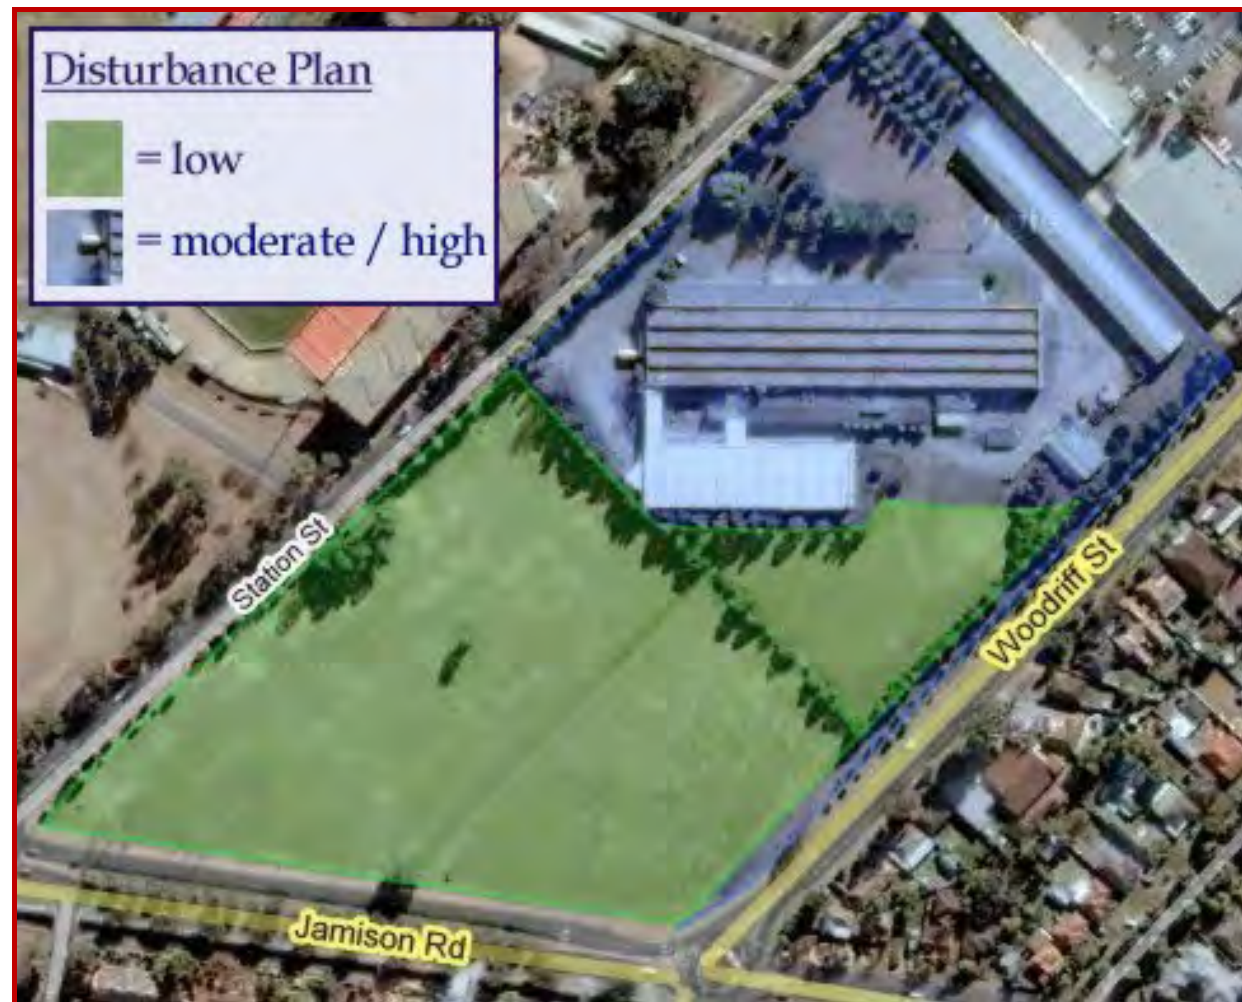 Disturbance Plan
= low
= moderate / high
Station St
Woodriff St
Jamison Rd